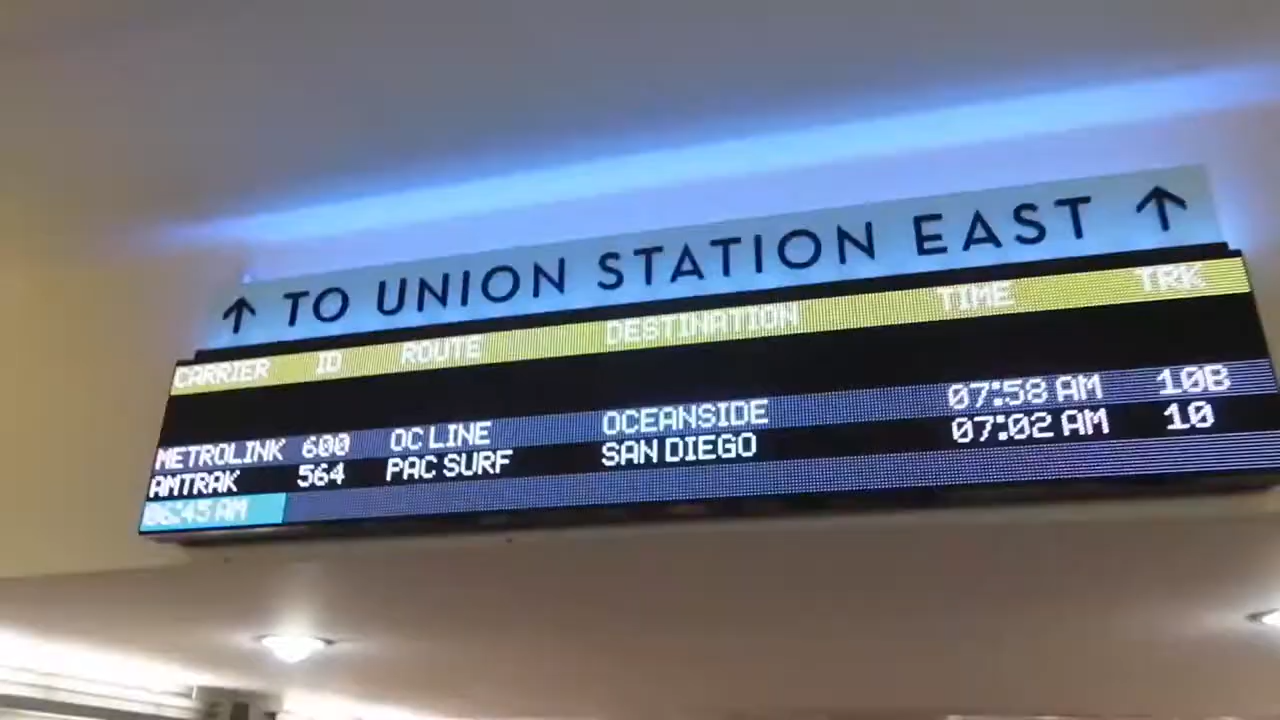 ↑ TO UNION STATION EAST ↑
CARRIER ID ROUTE DESTINATION TIME TRK
METROLINK 600 OC LINE OCEANSIDE 07:58 AM 10B
AMTRAK 564 PAC SURF SAN DIEGO 07:02 AM 10
06:45 AM